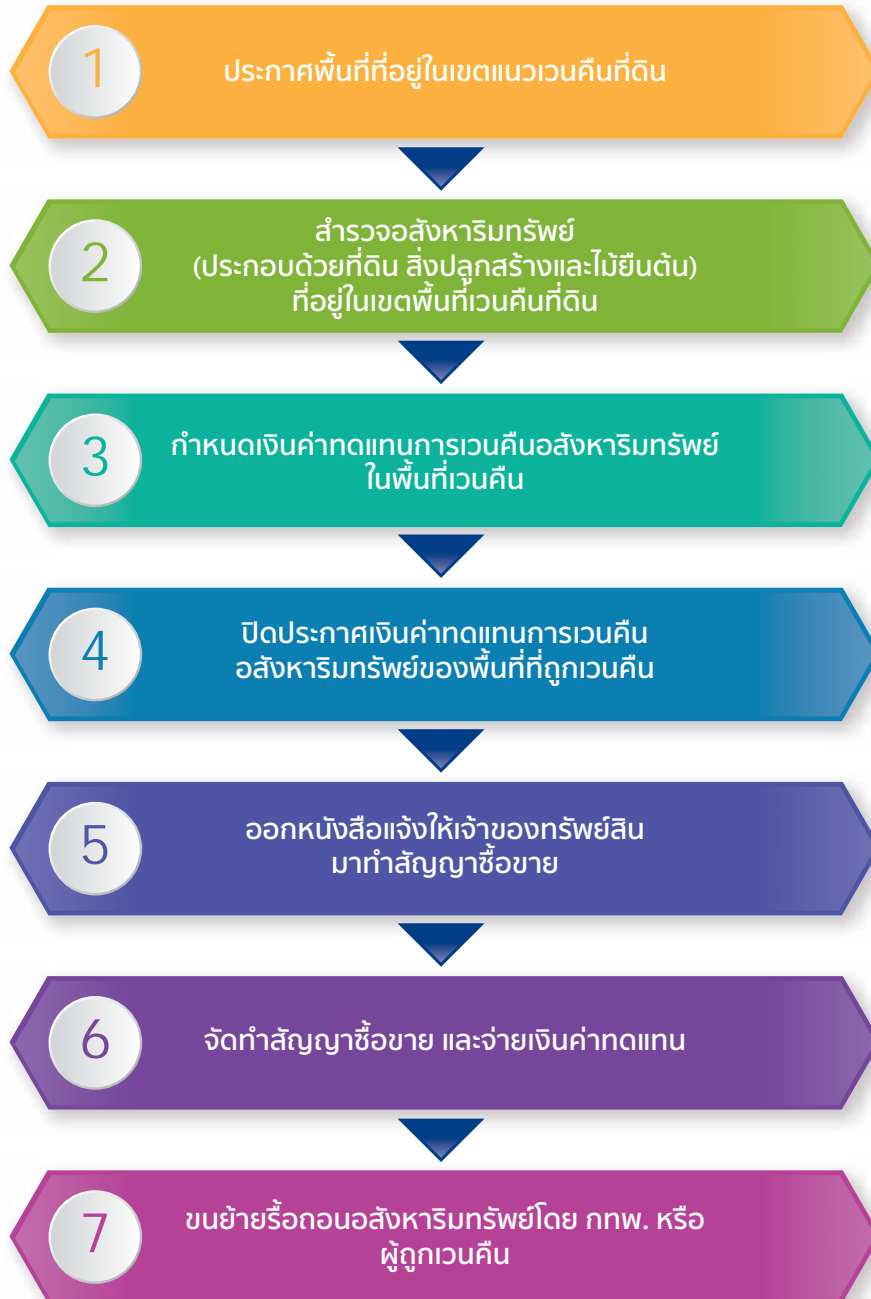 1
ประกาศพื้นที่ที่อยู่ในเขตแนวเวนคืนที่ดิน
2
สำรวจอสังหาริมทรัพย์
(ประกอบด้วยที่ดิน สิ่งปลูกสร้างและไม้ยืนต้น)
ที่อยู่ในเขตพื้นที่เวนคืนที่ดิน
3
กำหนดเงินค่าทดแทนการเวนคืนอสังหาริมทรัพย์
ในพื้นที่เวนคืน
4
ปิดประกาศเงินค่าทดแทนการเวนคืน
อสังหาริมทรัพย์ของพื้นที่ที่ถูกเวนคืน
5
ออกหนังสือแจ้งให้เจ้าของทรัพย์สิน
มาทำสัญญาซื้อขาย
6
จัดทำสัญญาซื้อขาย และจ่ายเงินค่าทดแทน
7
ขนย้ายรื้อถอนอสังหาริมทรัพย์โดย กทพ. หรือ
ผู้ถูกเวนคืน